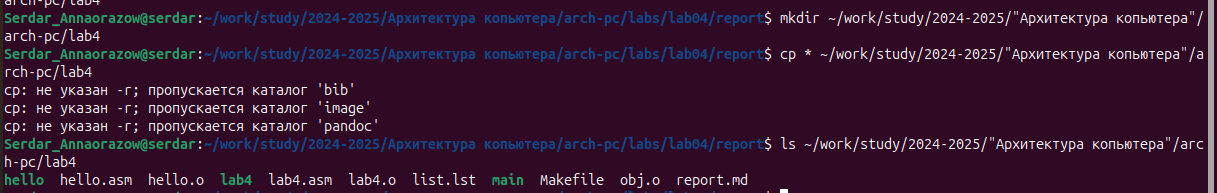 arch-pc/lab4
Serdar_Annaorazow@serdar:~/work/study/2024-2025/Архитектура копьютера/arch-pc/labs/lab04/report$ mkdir ~/work/study/2024-2025/"Архитектура копьютера"/
arch-pc/lab4
Serdar_Annaorazow@serdar:~/work/study/2024-2025/Архитектура копьютера/arch-pc/labs/lab04/report$ cp * ~/work/study/2024-2025/"Архитектура копьютера"/a
rch-pc/lab4
cp: не указан -r; пропускается каталог 'bib'
cp: не указан -r; пропускается каталог 'image'
cp: не указан -r; пропускается каталог 'pandoc'
Serdar_Annaorazow@serdar:~/work/study/2024-2025/Архитектура копьютера/arch-pc/labs/lab04/report$ ls ~/work/study/2024-2025/"Архитектура копьютера"/arc
h-pc/lab4
hello hello.asm hello.o lab4 lab4.asm lab4.o list.lst main Makefile obj.o report.md